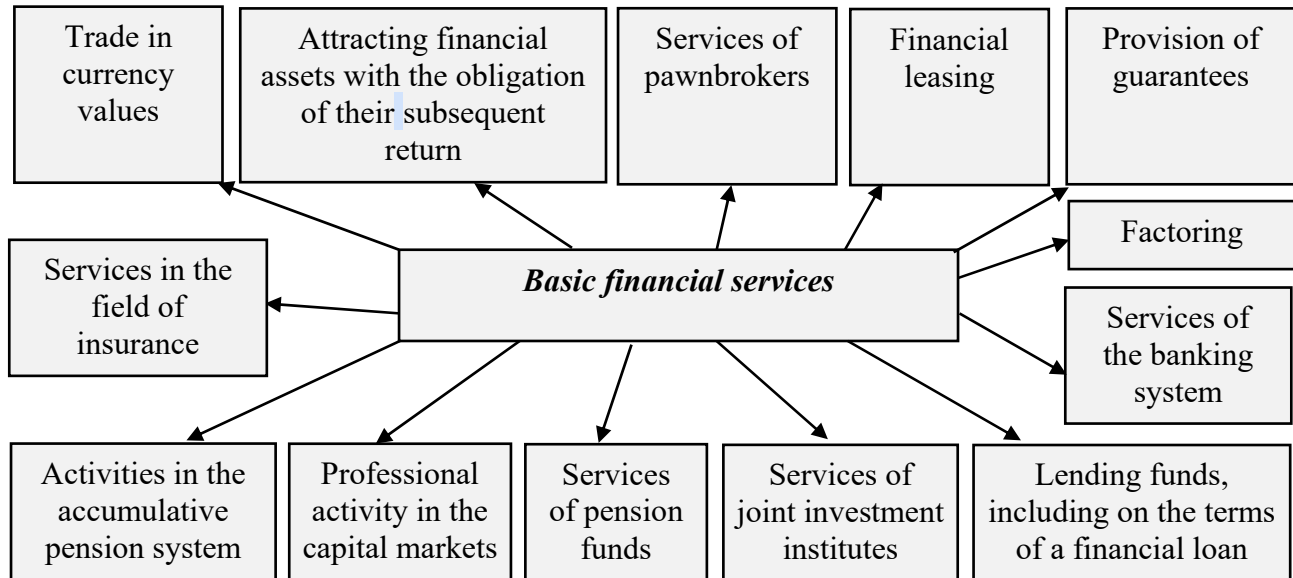 Trade in
currency
values
Attracting financial
assets with the obligation
of their subsequent
return
Services of
pawnbrokers
Financial
leasing
Provision of
guarantees
Factoring
Services in the
field of
insurance
Basic financial services
Services of
the banking
system
Activities in the
accumulative
pension system
Professional
activity in the
capital markets
Services
of pension
funds
Services of
joint investment
institutes
Lending funds,
including on the terms
of a financial loan